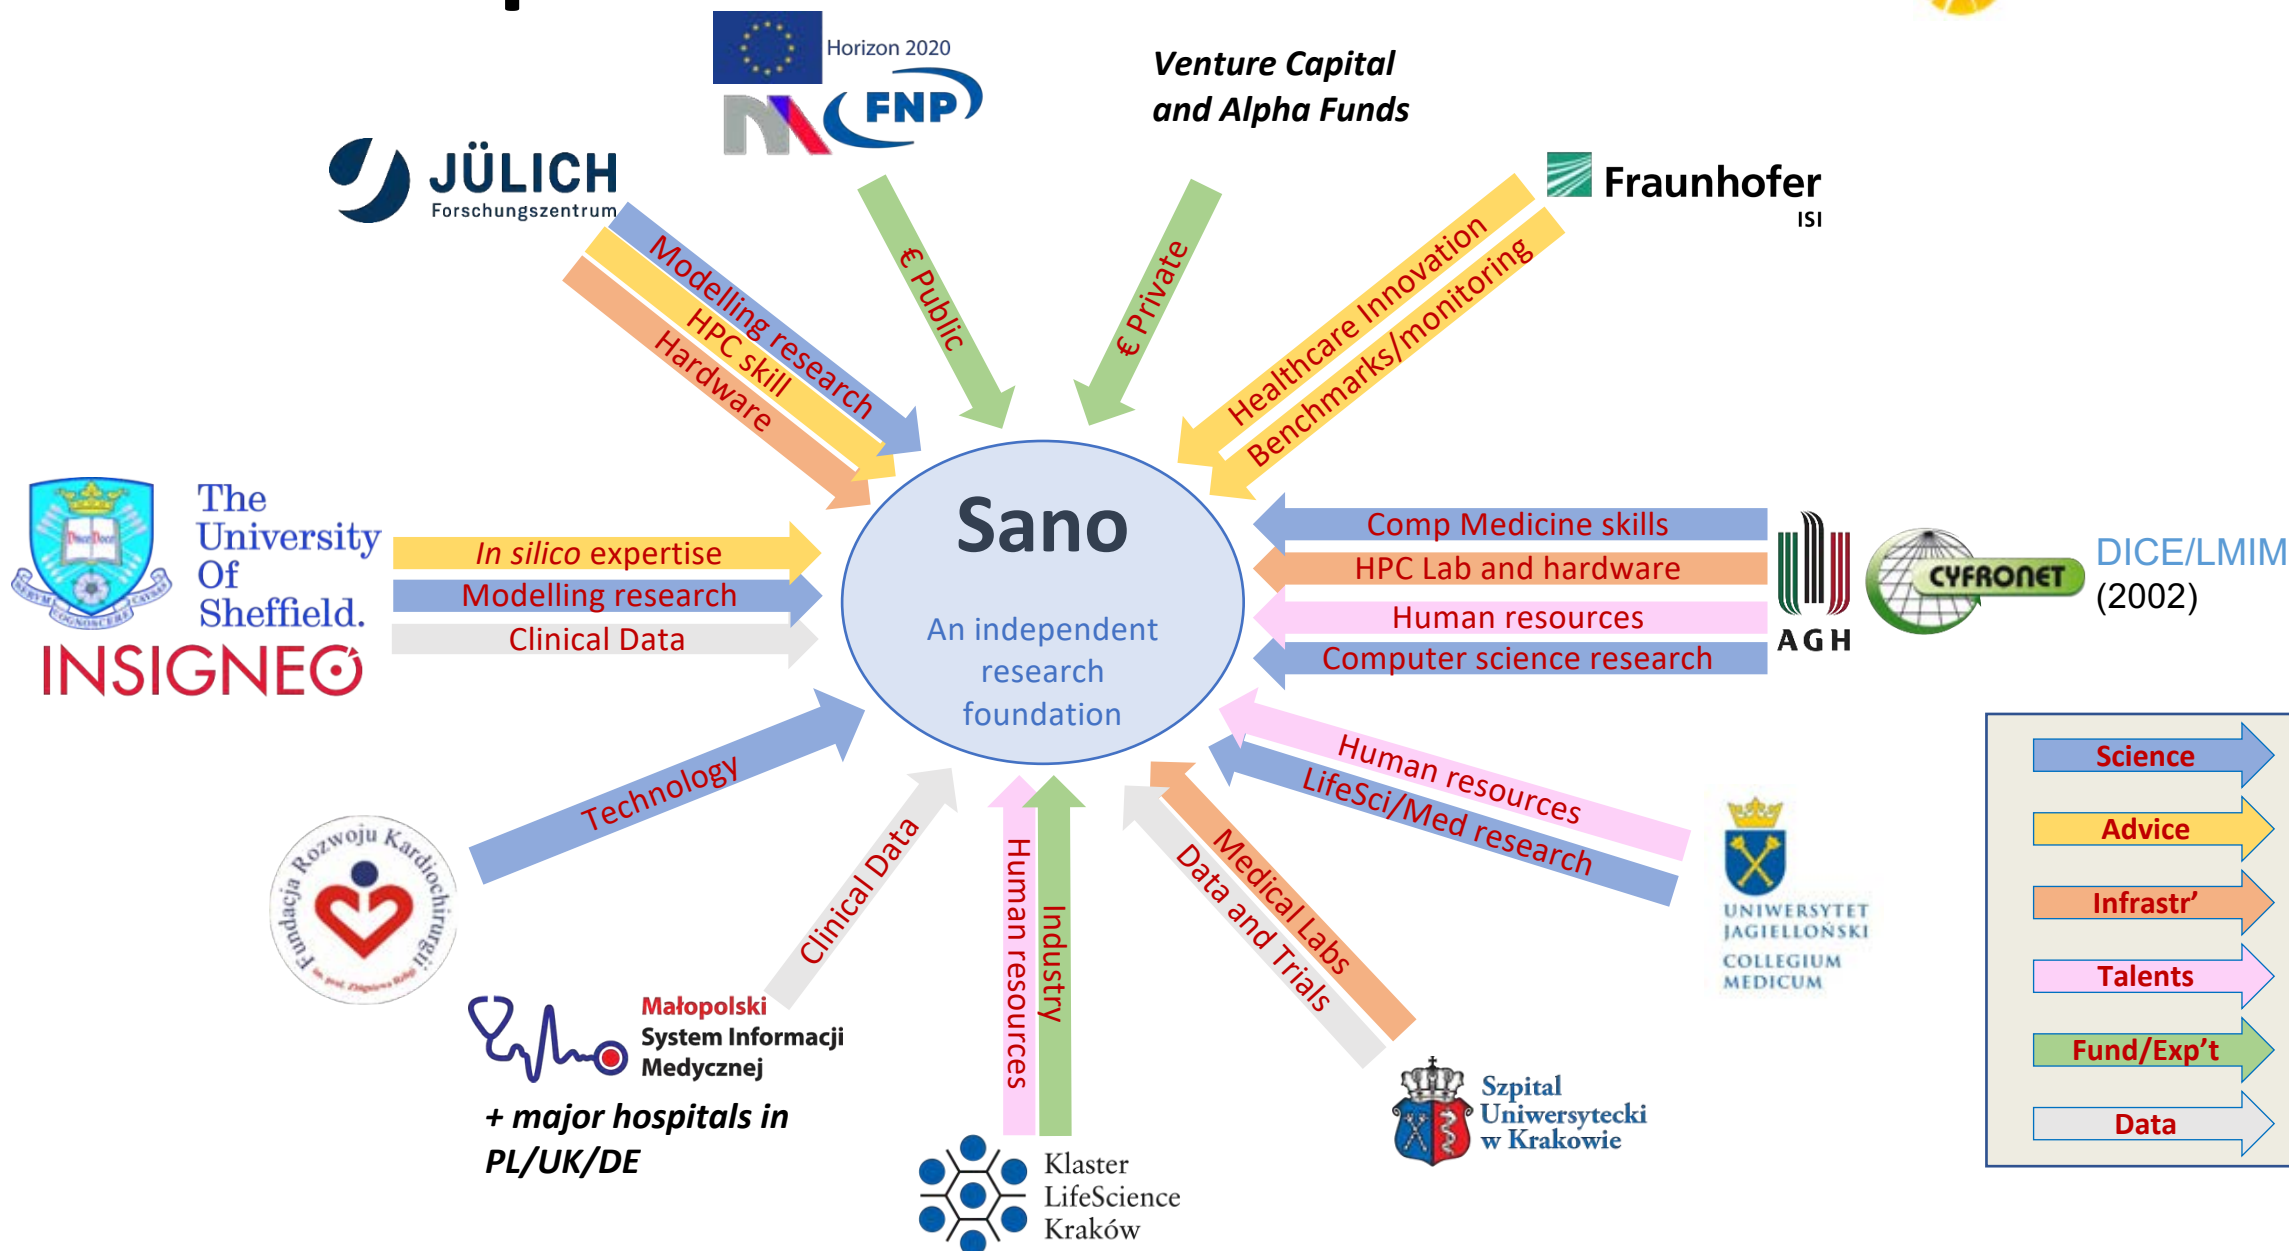 Horizon 2020
FNP
Venture Capital
and Alpha Funds
JÜLICH
Forschungszentrum
Fraunhofer
ISI
Modelling research
HPC skill
Hardware
€ Public
€ Private
Healthcare Innovation
Benchmarks/monitoring
The
University
Of
Sheffield.
INSIGNEO
In silico expertise
Modelling research
Clinical Data
Sano
An independent
research
foundation
Comp Medicine skills
HPC Lab and hardware
Human resources
Computer science research
AGH
CYFRONET
DICE/LMIM
(2002)
Technology
Fundacja Rozwoju Kardiochirurgii
im. prof. Zbigniewa Religi
Clinical Data
Małopolski
System Informacji
Medycznej
+ major hospitals in
PL/UK/DE
Human resources
Industry
Klaster
LifeScience
Kraków
Medical Labs
Data and Trials
Szpital
Uniwersytecki
w Krakowie
Human resources
LifeSci/Med research
UNIWERSYTET
JAGIELLOŃSKI
COLLEGIUM
MEDICUM
Science
Advice
Infrastr'
Talents
Fund/Exp't
Data